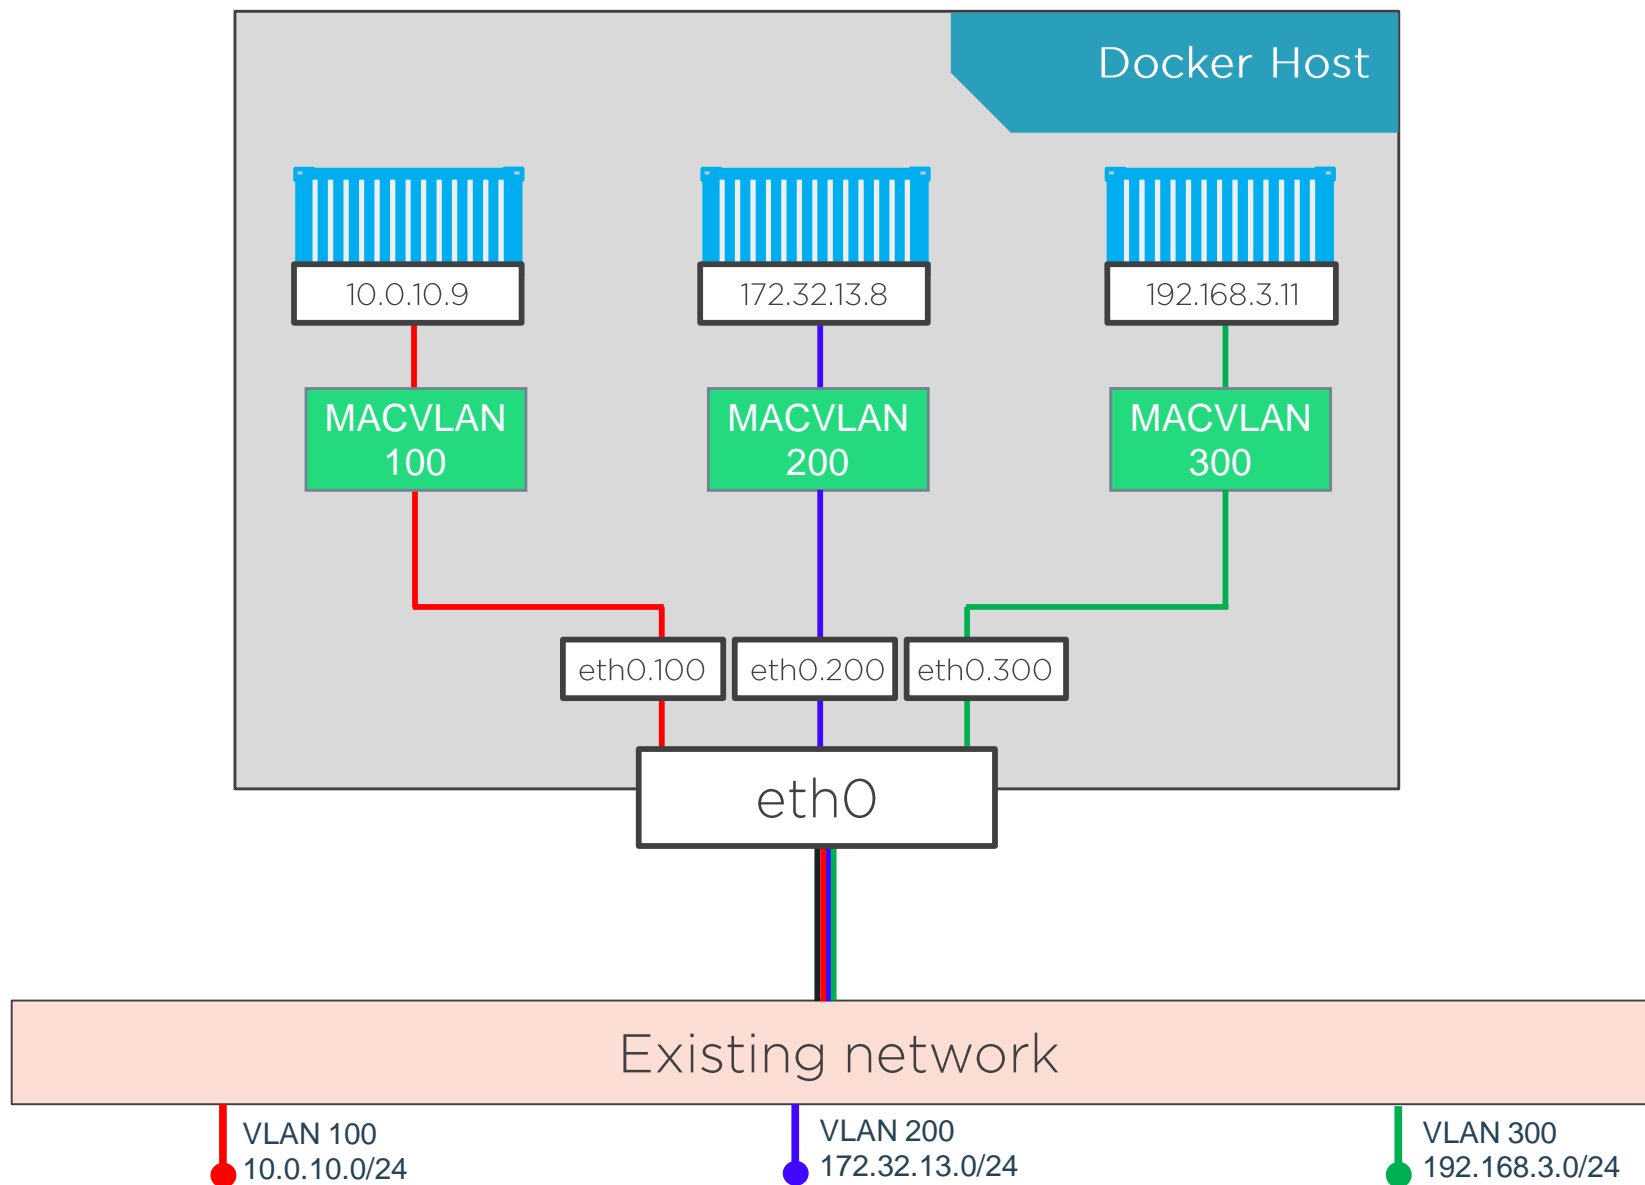 Docker Host
10.0.10.9
172.32.13.8
192.168.3.11
MACVLAN
100
MACVLAN
200
MACVLAN
300
eth0.100
eth0.200
eth0.300
eth0
Existing network
VLAN 100
10.0.10.0/24
VLAN 200
172.32.13.0/24
VLAN 300
192.168.3.0/24